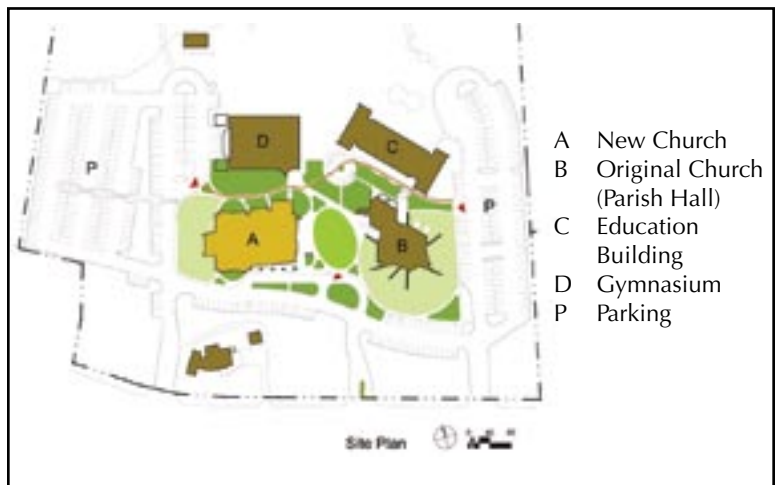 D
C
P
P
A
B
A New Church
B Original Church
(Parish Hall)
C Education
Building
D Gymnasium
P Parking
Site Plan